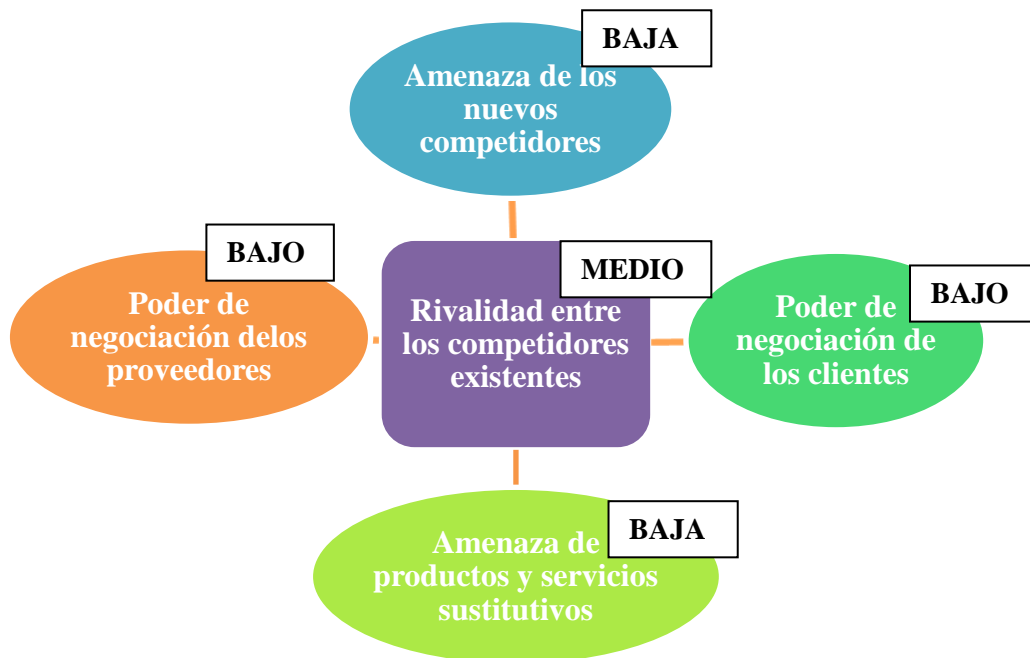 BAJA
Amenaza de los
nuevos
competidores
BAJO
Poder de
negociación delos
proveedores
MEDIO
Rivalidad entre
los competidores
existentes
BAJO
Poder de
negociación de
los clientes
BAJA
Amenaza de
productos y servicios
sustitutivos